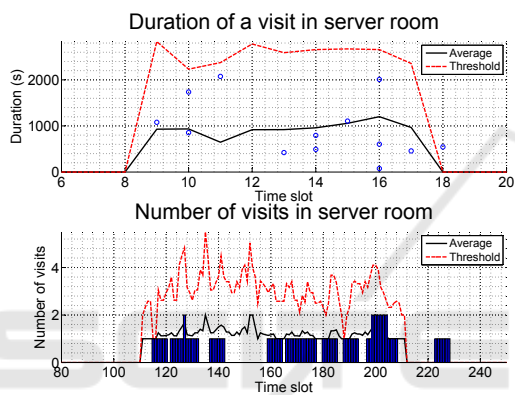 Duration of a visit in server room
Duration (s)
2000
1000
0
Average
Threshold
6 8 10 12 14 16 18 20
Time slot
Number of visits in server room
Number of visits
4
2
0
Average
Threshold
80 100 120 140 160 180 200 220 240
Time slot